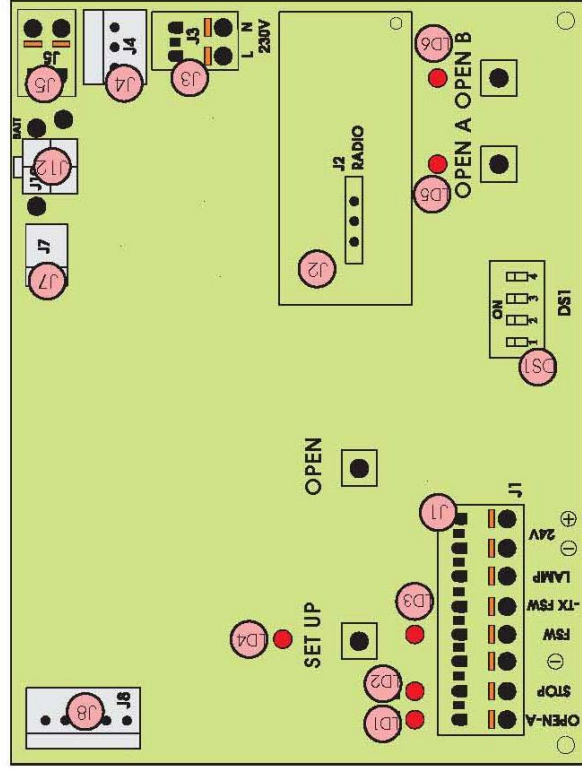 J5
J5
J4
J4
J3
J3
N
L
230V
BATT
J12
J7
J7
LD6
OPEN B
OPEN A
LD5
J2
RADIO
J2
ON
1 2 3 4
DS1
DS1
OPEN
SET UP
LD4
LD3
LD2
LD1
J1
J1
+
24V
−
LAMP
-TX FSW
FSW
−
STOP
OPEN-A
J8
J8